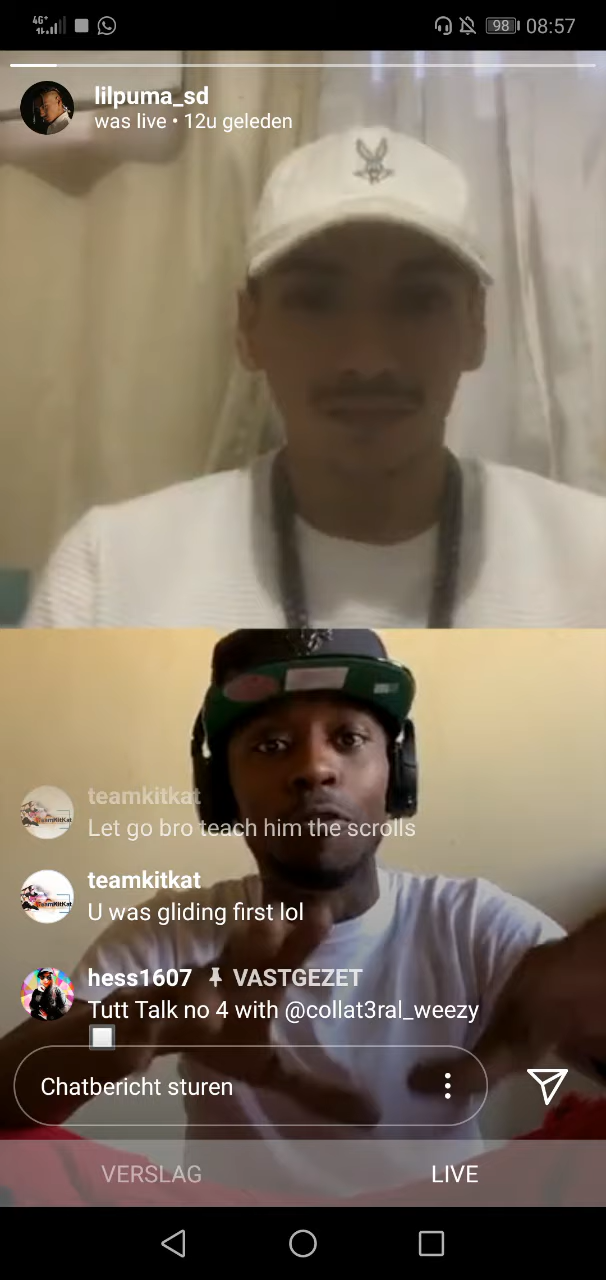 4G+
98
08:57
lilpuma_sd
was live • 12u geleden
teamkitkat
Let go bro teach him the scrolls
teamkitkat
U was gliding first lol
hess1607 VASTGEZET
Tutt Talk no 4 with @collat3ral_weezy
Chatbericht sturen
VERSLAG LIVE